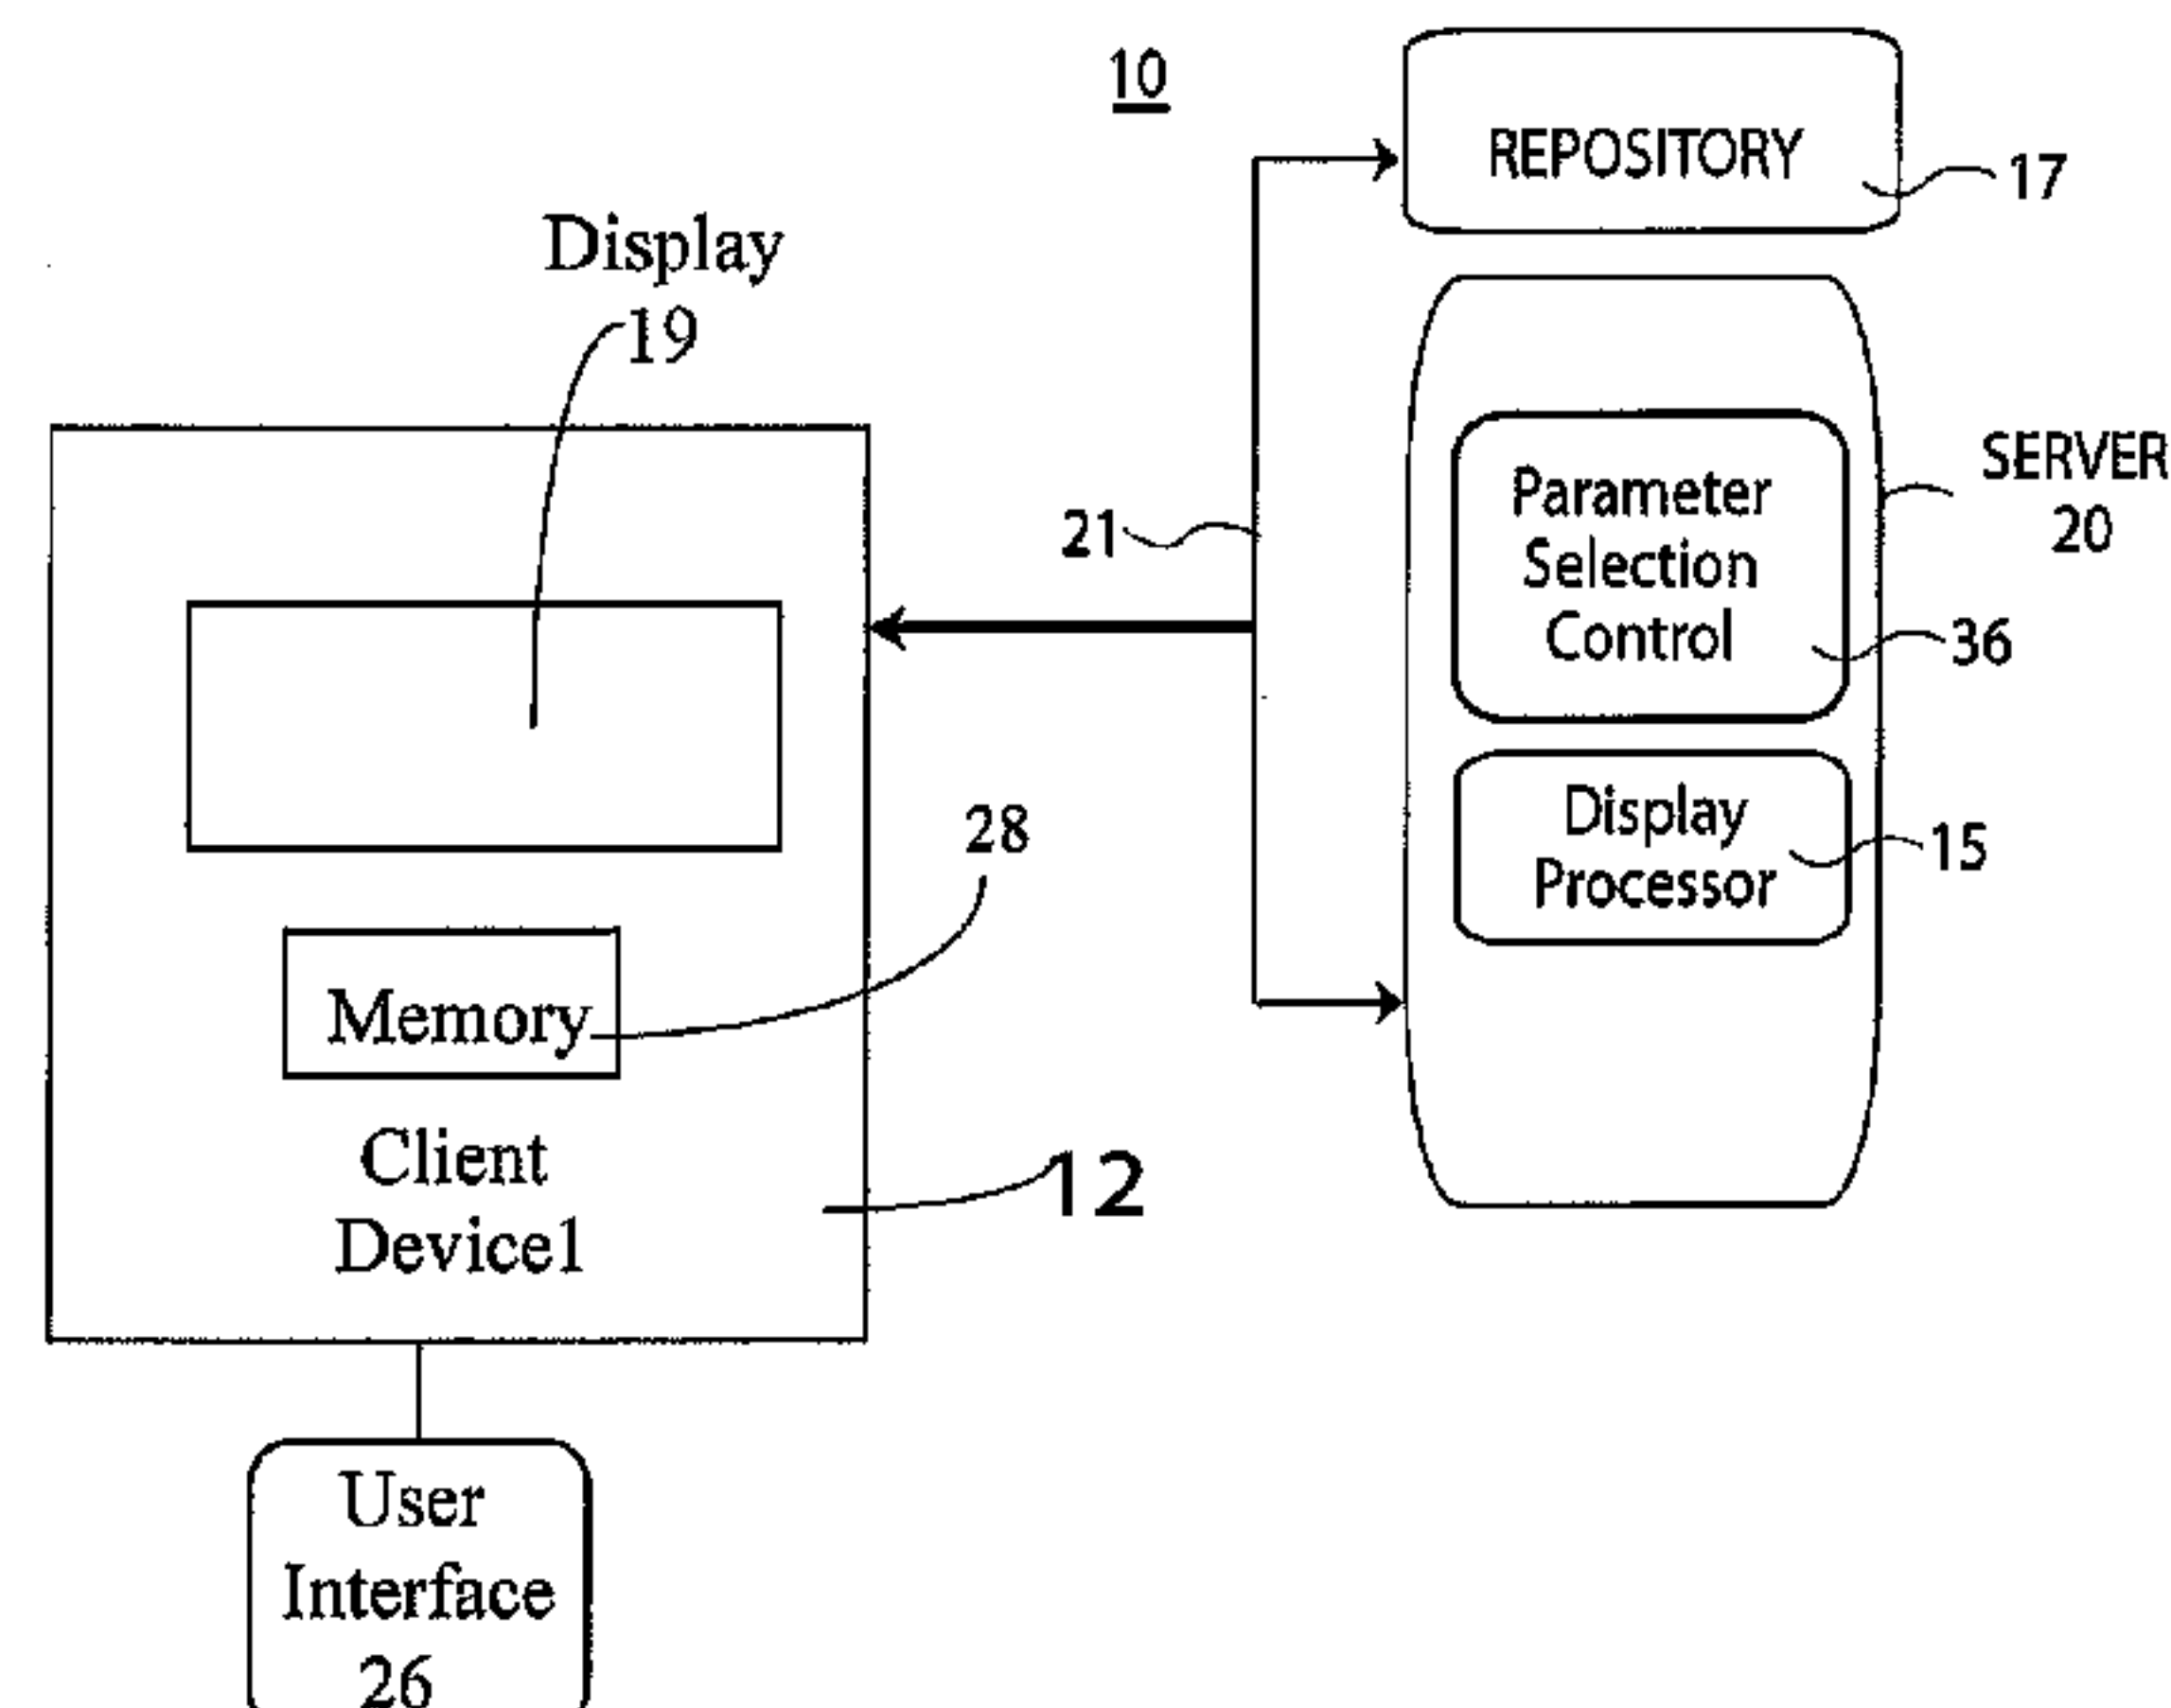 10
REPOSITORY
17
Display
19
SERVER
20
Parameter
Selection
Control
36
21
Display
Processor
15
28
Memory
Client
Device1
12
User
Interface
26